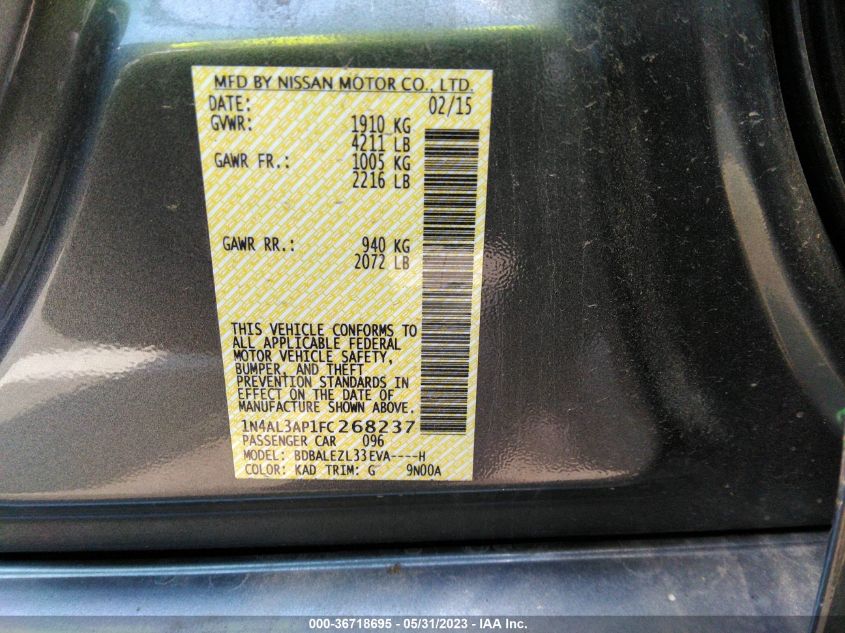 MFD BY NISSAN MOTOR CO., LTD.
DATE: 02/15
GVWR: 1910 KG
4211 LB
GAWR FR.: 1005 KG
2216 LB
GAWR RR.: 940 KG
2072 LB
THIS VEHICLE CONFORMS TO
ALL APPLICABLE FEDERAL
MOTOR VEHICLE SAFETY,
BUMPER, AND THEFT
PREVENTION STANDARDS IN
EFFECT ON THE DATE OF
MANUFACTURE SHOWN ABOVE.
1N4AL3AP1FC268237
PASSENGER CAR 096
MODEL: BDBALEZL33EVA----H
COLOR: KAD TRIM: G 9N00A
000-36718695 - 05/31/2023 - IAA Inc.